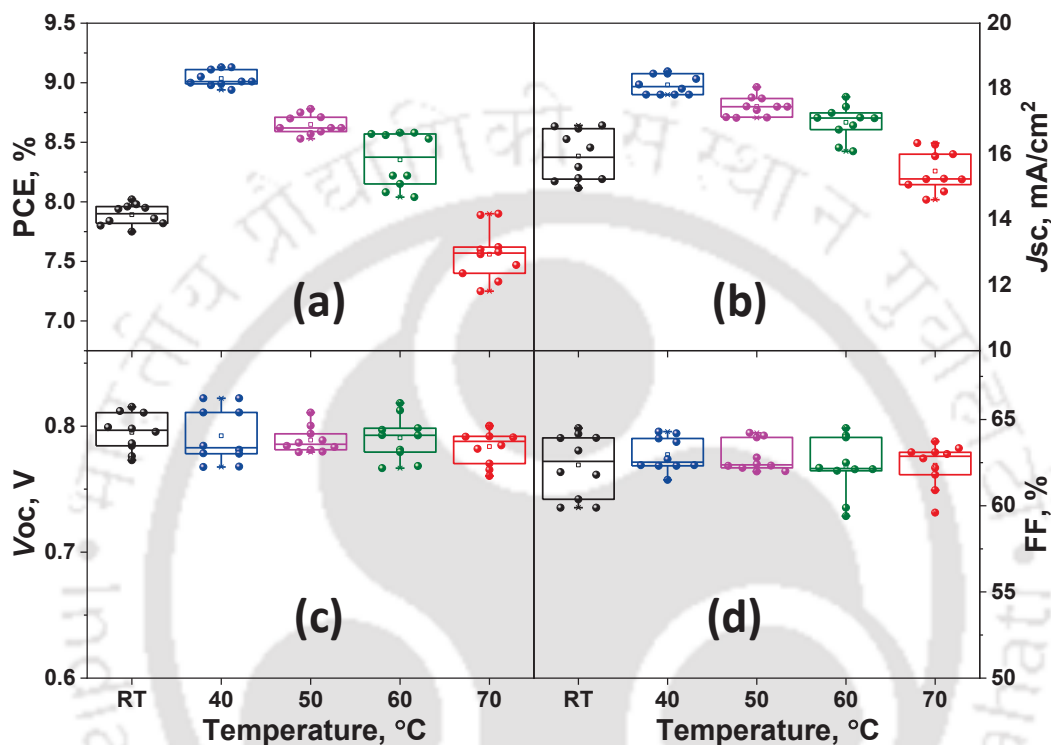 9.5
9.0
8.5
8.0
7.5
7.0
PCE, %
(a)
20
18
16
14
12
10
Jsc, mA/cm²
(b)
0.8
0.7
0.6
Voc, V
(c)
65
60
55
50
FF, %
(d)
RT 40 50 60 70
Temperature, °C
RT 40 50 60 70
Temperature, °C